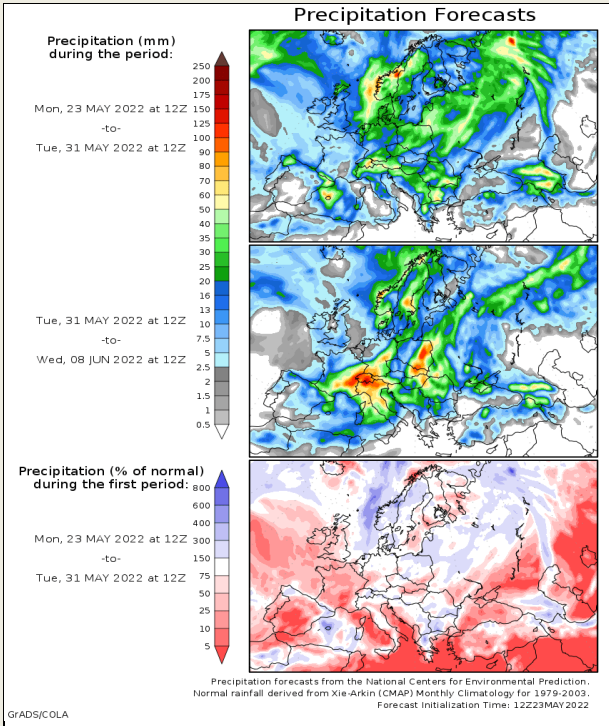 Precipitation Forecasts
Precipitation (mm)
during the period:
Mon, 23 MAY 2022 at 12Z
-to-
Tue, 31 MAY 2022 at 12Z
250
200
175
150
125
100
90
80
70
60
50
40
35
30
25
20
16
13
10
7.5
5
2.5
2
1.5
1
0.5
Tue, 31 MAY 2022 at 12Z
-to-
Wed, 08 JUN 2022 at 12Z
Precipitation (% of normal)
during the first period:
Mon, 23 MAY 2022 at 12Z
-to-
Tue, 31 MAY 2022 at 12Z
800
600
400
300
150
75
50
25
10
5
Precipitation forecasts from the National Centers for Environmental Prediction.
Normal rainfall derived from Xie-Arkin (CMAP) Monthly Climatology for 1979-2003.
Forecast Initialization Time: 12Z23MAY2022
GrADS/COLA